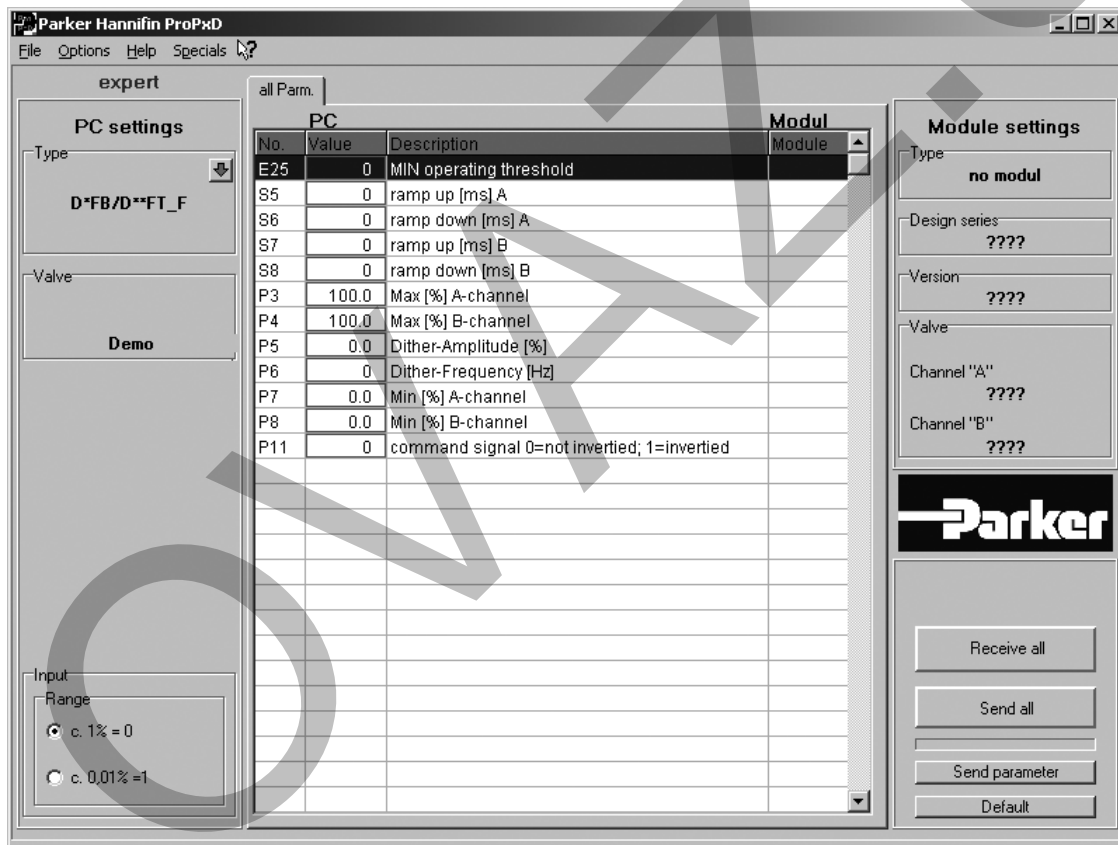 Parker Hannifin ProPxD
File Options Help Specials
expert
all Parm.
PC settings
Type
D*FB/D**FT_F
Valve
Demo
Input
Range
c. 1% = 0
c. 0,01% =1
PC Modul
No. Value Description Module
E25 0 MIN operating threshold
S5 0 ramp up [ms] A
S6 0 ramp down [ms] A
S7 0 ramp up [ms] B
S8 0 ramp down [ms] B
P3 100.0 Max [%] A-channel
P4 100.0 Max [%] B-channel
P5 0.0 Dither-Amplitude [%]
P6 0 Dither-Frequency [Hz]
P7 0.0 Min [%] A-channel
P8 0.0 Min [%] B-channel
P11 0 command signal 0=not invertied; 1=invertied
Module settings
Type
no modul
Design series
????
Version
????
Valve
Channel "A"
????
Channel "B"
????
Parker
Receive all
Send all
Send parameter
Default
OVAZ.